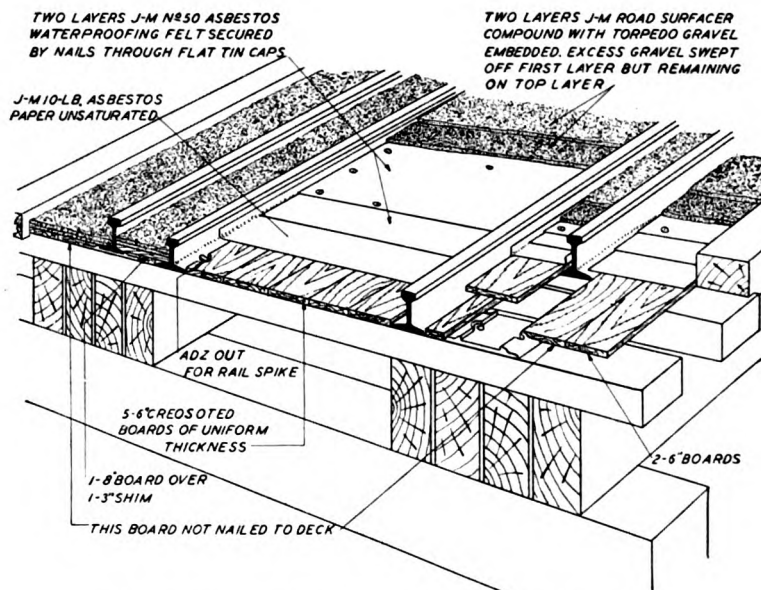 TWO LAYERS J-M Nº50 ASBESTOS
WATERPROOFING FELT SECURED
BY NAILS THROUGH FLAT TIN CAPS
TWO LAYERS J-M ROAD SURFACER
COMPOUND WITH TORPEDO GRAVEL
EMBEDDED. EXCESS GRAVEL SWEPT
OFF FIRST LAYER BUT REMAINING
ON TOP LAYER
J-M 10-LB. ASBESTOS
PAPER UNSATURATED
ADZ OUT
FOR RAIL SPIKE
5-6" CREOSOTED
BOARDS OF UNIFORM
THICKNESS
2-6" BOARDS
1-8" BOARD OVER
1-3" SHIM
THIS BOARD NOT NAILED TO DECK